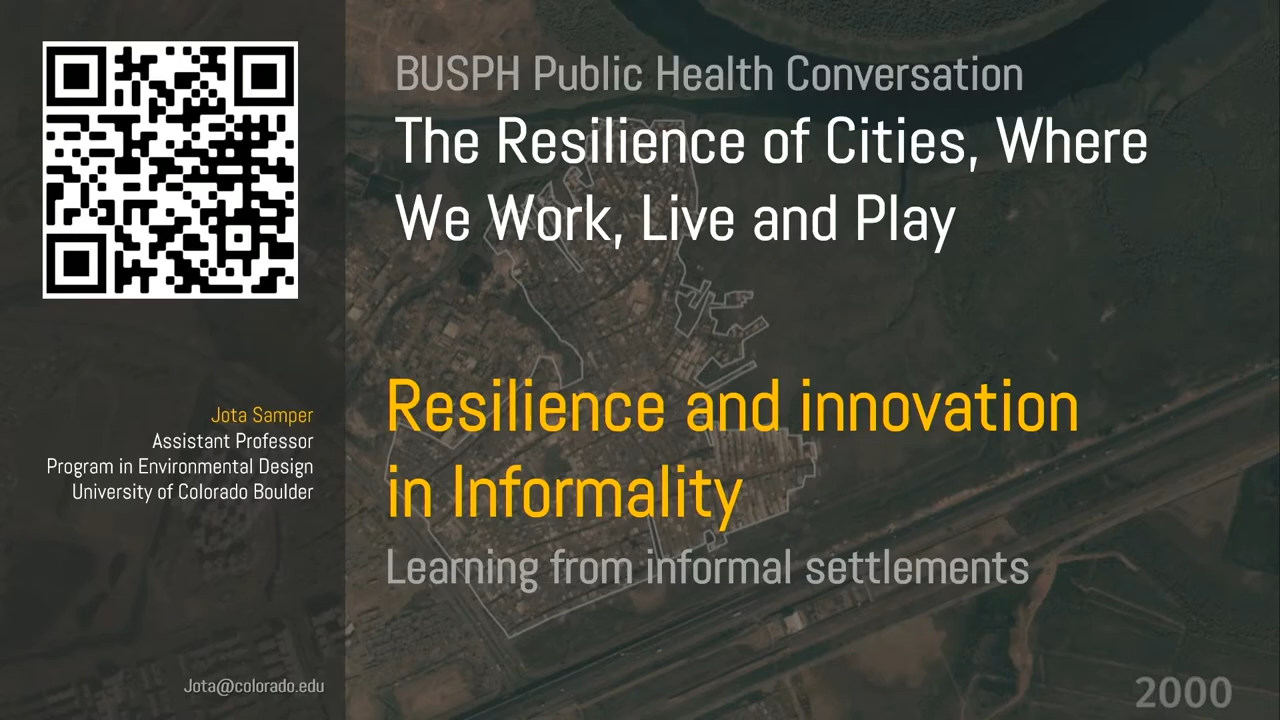 BUSPH Public Health Conversation
The Resilience of Cities, Where
We Work, Live and Play
Resilience and innovation
in Informality
Learning from informal settlements
Jota Samper
Assistant Professor
Program in Environmental Design
University of Colorado Boulder
Jota@colorado.edu
2000